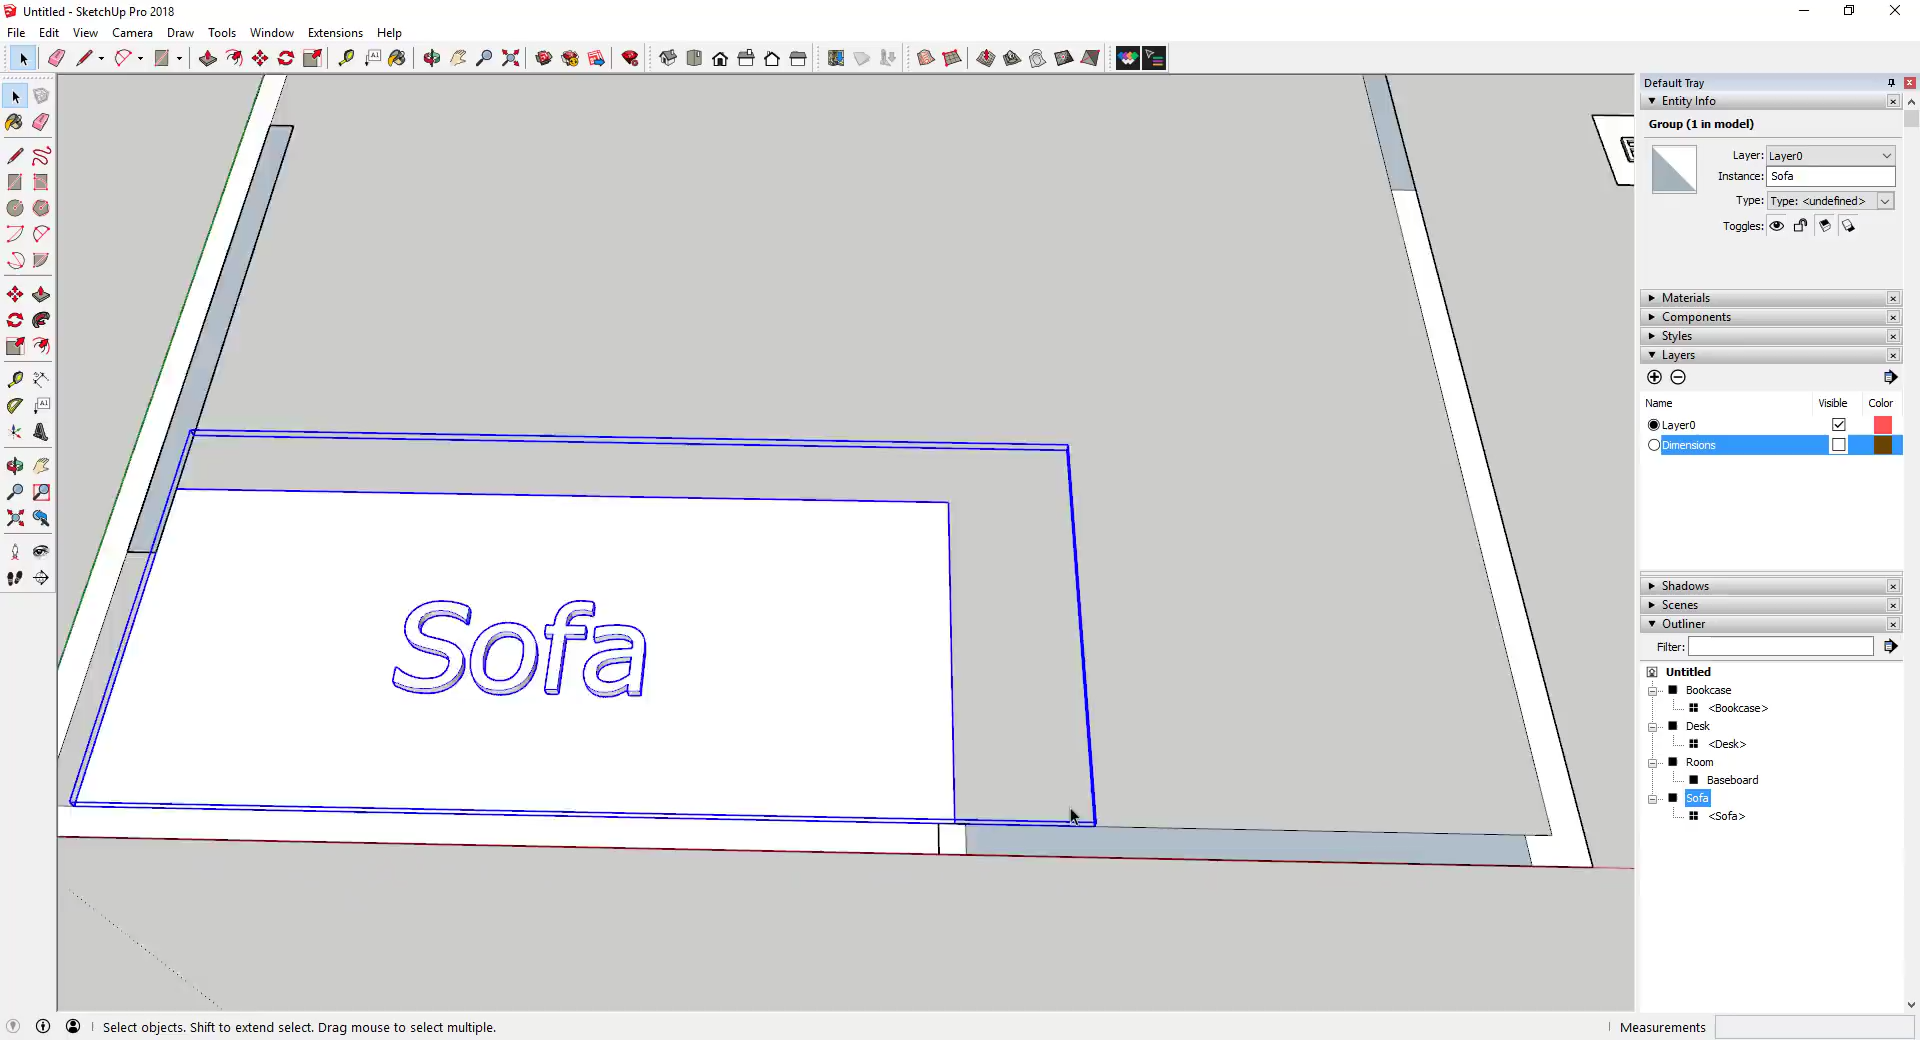 Untitled - SketchUp Pro 2018
File Edit View Camera Draw Tools Window Extensions Help
Default Tray
Entity Info
Group (1 in model)
Layer: Layer0
Instance: Sofa
Type: Type: <undefined>
Toggles:
Materials
Components
Styles
Layers
Name Visible Color
Layer0
Dimensions
Shadows
Scenes
Outliner
Filter:
Untitled
Bookcase
<Bookcase>
Desk
<Desk>
Room
Baseboard
Sofa
<Sofa>
Sofa
Select objects. Shift to extend select. Drag mouse to select multiple.
Measurements